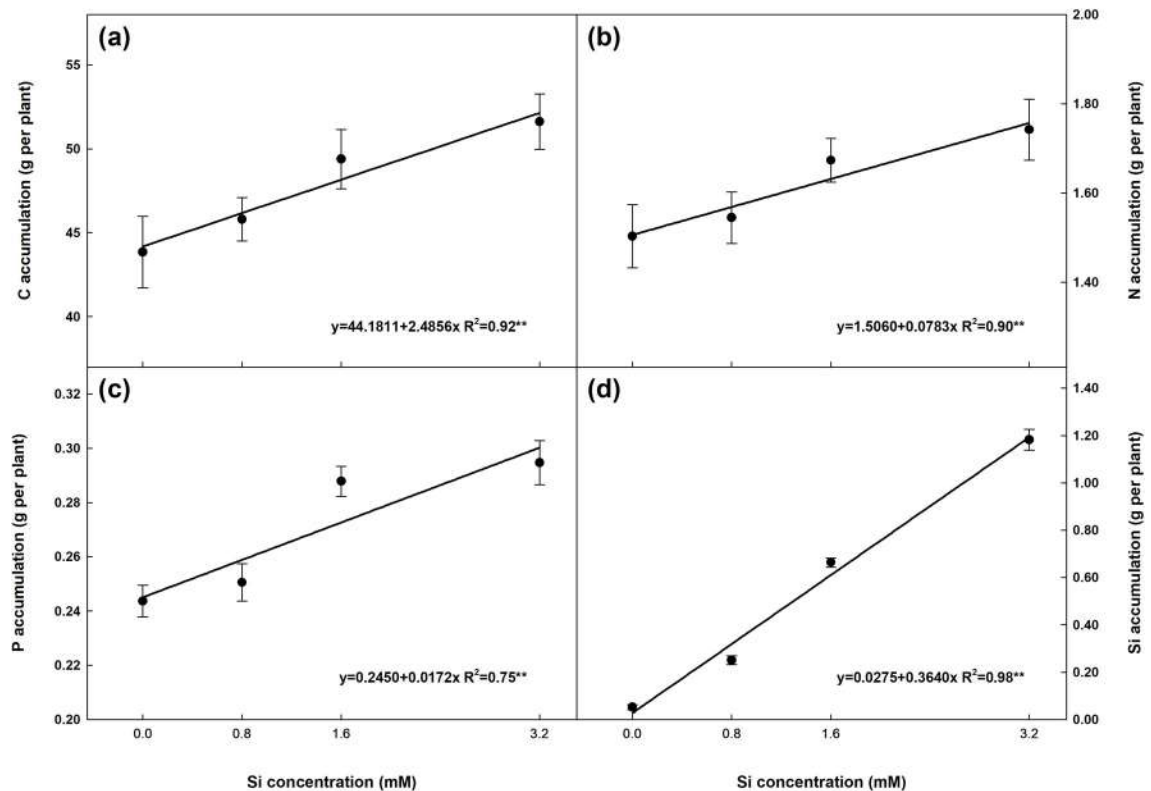 (a)
(b)
C accumulation (g per plant)
55
50
45
40
y=44.1811+2.4856x R²=0.92**
2.00
1.80
1.60
1.40
N accumulation (g per plant)
y=1.5060+0.0783x R²=0.90**
(c)
(d)
P accumulation (g per plant)
0.32
0.30
0.28
0.26
0.24
0.22
0.20
y=0.2450+0.0172x R²=0.75**
1.40
1.20
1.00
0.80
0.60
0.40
0.20
0.00
Si accumulation (g per plant)
y=0.0275+0.3640x R²=0.98**
0.0 0.8 1.6 3.2
0.0 0.8 1.6 3.2
Si concentration (mM)
Si concentration (mM)